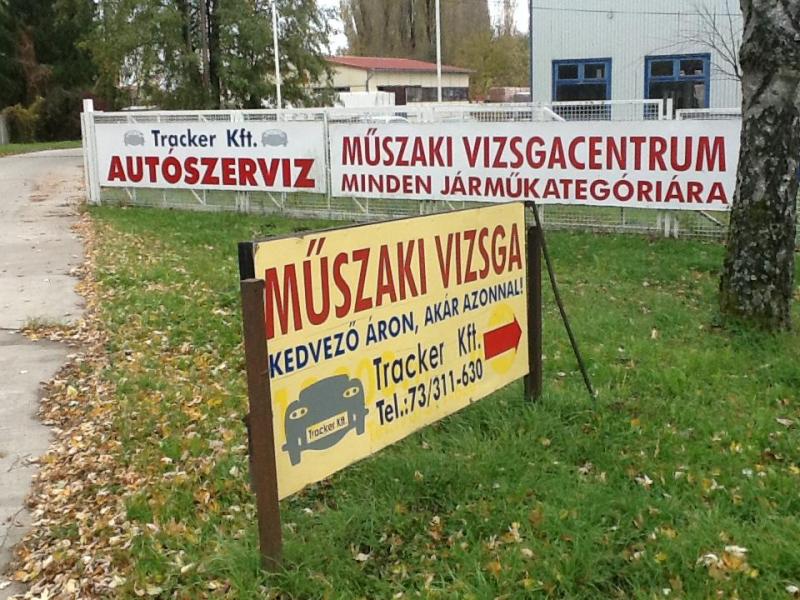 Tracker Kft.
AUTÓSZERVIZ
MŰSZAKI VIZSGACENTRUM
MINDEN JÁRMŰKATEGÓRIÁRA
MŰSZAKI VIZSGA
KEDVEZŐ ÁRON, AKÁR AZONNAL!
Tracker Kft.
Tel.:73/311-630
Tracker Kft.